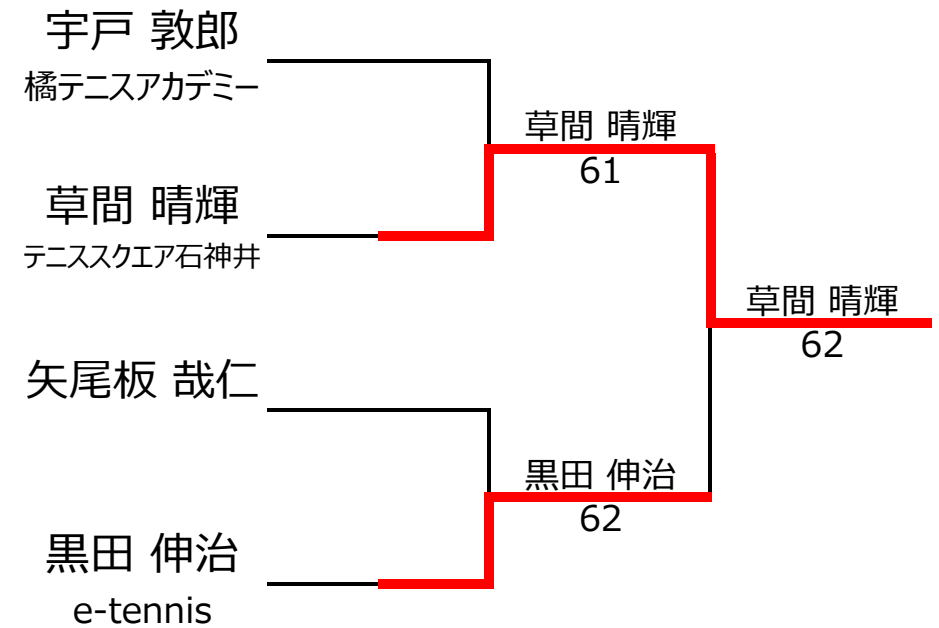 宇戸 敦郎
橘テニスアカデミー
草間 晴輝
61
草間 晴輝
テニススクエア石神井
草間 晴輝
62
矢尾板 哉仁
黒田 伸治
62
黒田 伸治
e-tennis